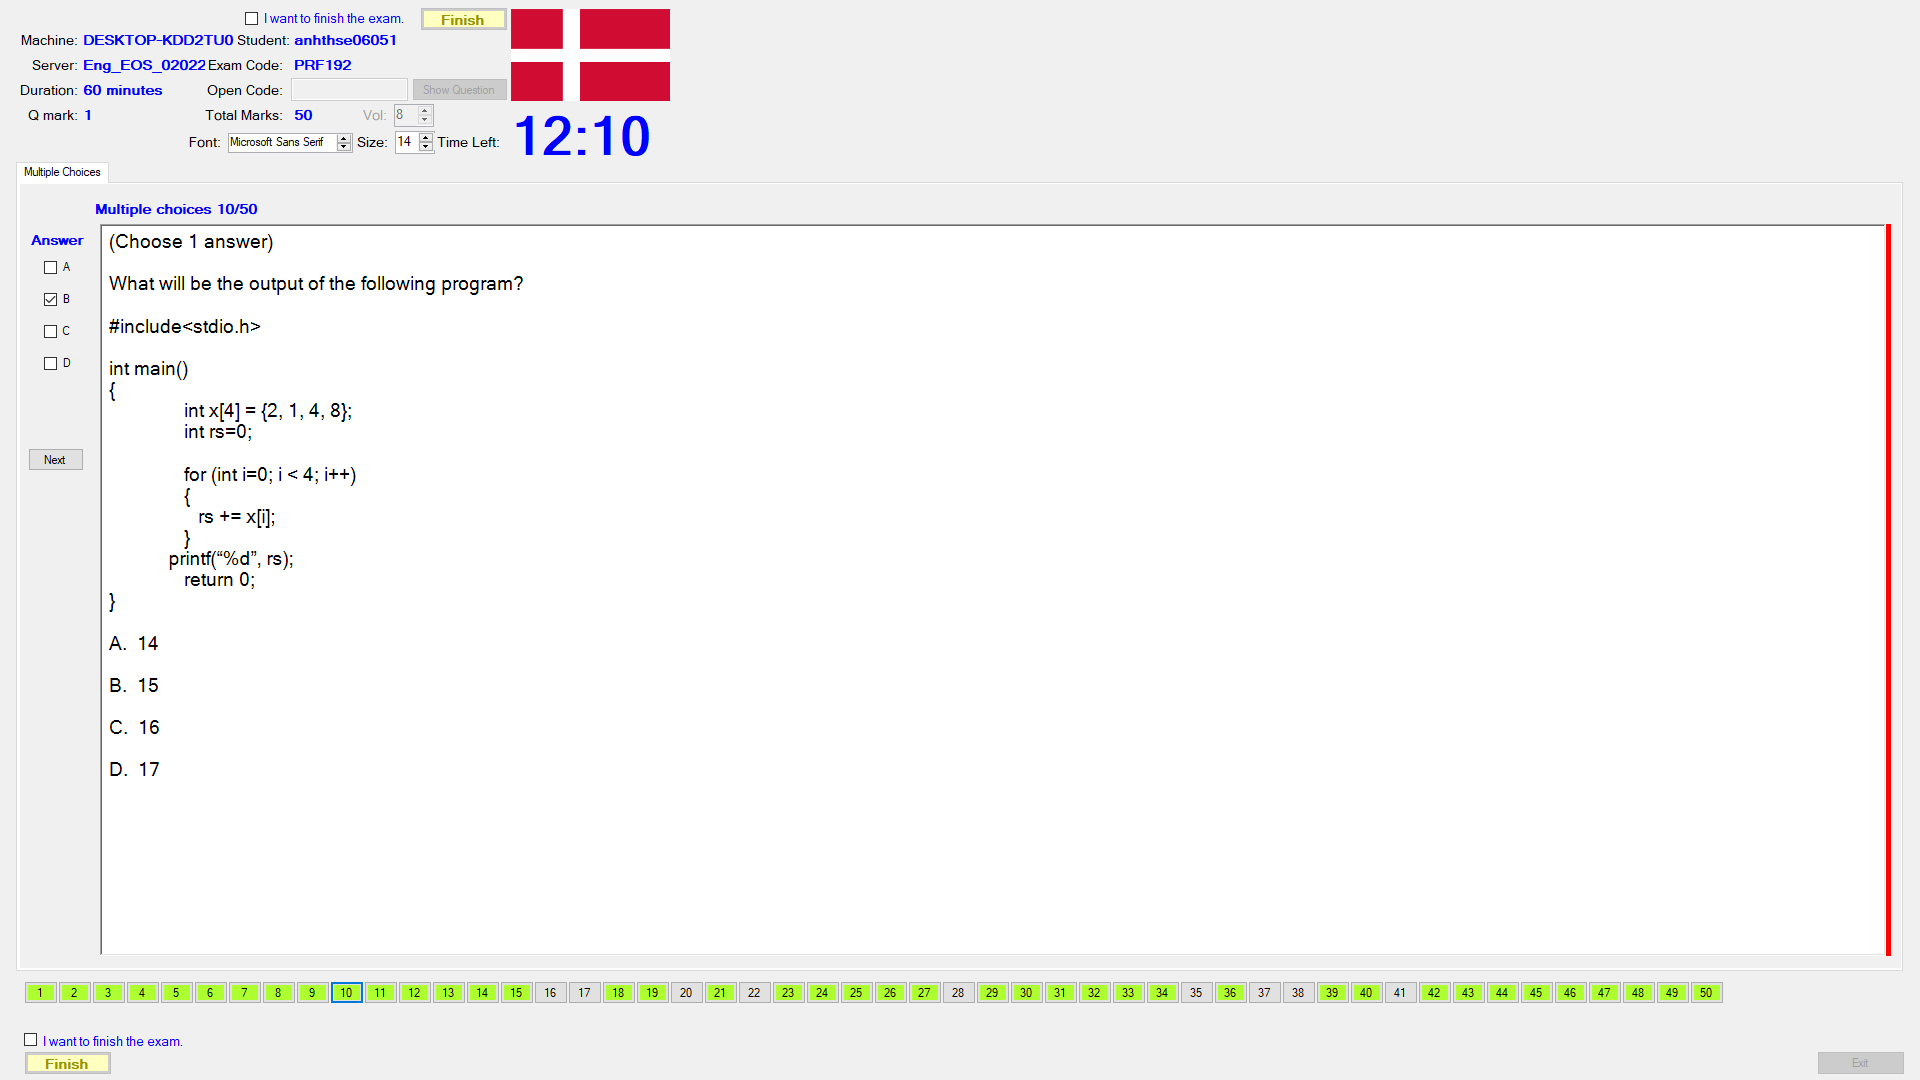 I want to finish the exam. Finish
Machine: DESKTOP-KDD2TU0 Student: anhthse06051
Server: Eng_EOS_02022 Exam Code: PRF192
Duration: 60 minutes Open Code: Show Question
Q mark: 1 Total Marks: 50 Vol: 8
Font: Microsoft Sans Serif Size: 14 Time Left: 12:10
Multiple Choices
Multiple choices 10/50
Answer
A
B
C
D
Next
(Choose 1 answer)
What will be the output of the following program?
#include<stdio.h>
int main()
{
int x[4] = {2, 1, 4, 8};
int rs=0;
for (int i=0; i < 4; i++)
{
rs += x[i];
}
printf(“%d”, rs);
return 0;
}
A. 14
B. 15
C. 16
D. 17
1 2 3 4 5 6 7 8 9 10 11 12 13 14 15 16 17 18 19 20 21 22 23 24 25 26 27 28 29 30 31 32 33 34 35 36 37 38 39 40 41 42 43 44 45 46 47 48 49 50
I want to finish the exam.
Finish
Exit